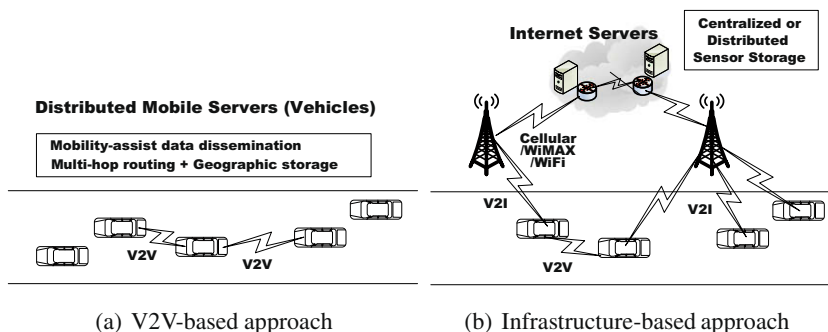 Distributed Mobile Servers (Vehicles)
Mobility-assist data dissemination
Multi-hop routing + Geographic storage
V2V
V2V
(a) V2V-based approach
Internet Servers
Centralized or
Distributed
Sensor Storage
Cellular
/WiMAX
/WiFi
V2I
V2I
V2V
(b) Infrastructure-based approach